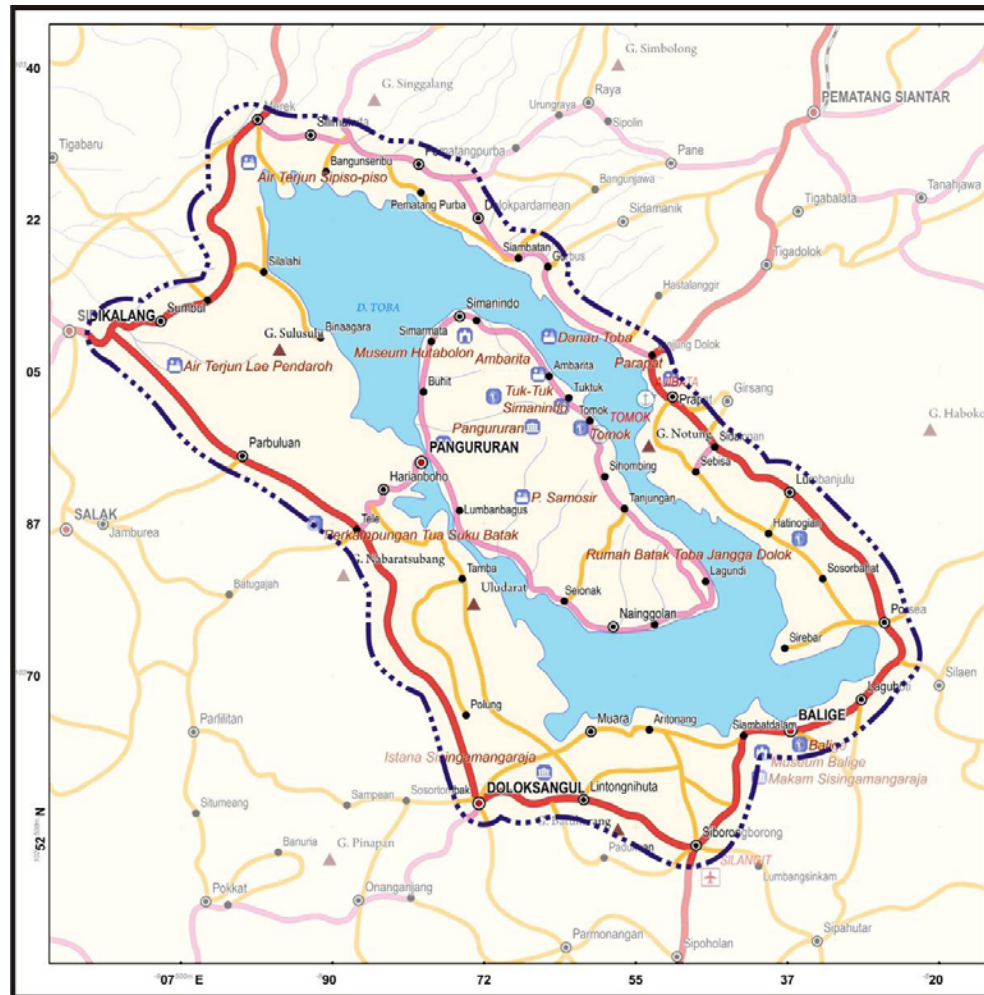 G. Simbolong
40
G. Singgalang
Raya
Urungraya
PEMATANG SIANTAR
Merek
Sipolin
Tigabaru
Pematangpurba
Pane
Bangunseribu
Air Terjun Sipiso-piso
Bangunjawa
Tanahjawa
Pematang Purba
Tigabalata
22
Dolokpardamean
Sidamanik
Siambatan
Tigadolok
Silalahi
Hastalanggir
D. TOBA
Simanindo
SIDIKALANG
Sumbul
G. Sulusulu
Binaagara
Simarmata
Danau Toba
Museum Hutabolon
Parapat
Air Terjun Lae Pendaroh
Ambarita
05
Ambarita
Buhit
Tuk-Tuk
Tuktuk
Prapat
Girsang
Simanindo
Tomok
TOMOK
G. Haboko
Pangururan
Tomok
G. Notung
PANGURURAN
Parbuluan
Sihombing
Sebisa
Harianboho
Lumbanjulu
P. Samosir
Lumbanbagus
Tanjungan
87
SALAK
Jamburea
Tele
Perkampungan Tua Suku Batak
Hatinogian
G. Nabaratsubang
Rumah Batak Toba Jangga Dolok
Tamba
Lagundi
Sosorbahat
Batugajah
Uludarat
Seionak
Nainggolan
Porsea
Sirebar
70
Silaen
Laguboti
Polung
Parlilitan
Muara
Aritonang
BALIGE
Siambatdalam
Balige
Istana Sisingamangaraja
Museum Balige
Makam Sisingamangaraja
DOLOKSANGUL
Lintongnihuta
Situmeang
Sampean
52 N
Siborongborong
Banuria
G. Pinapan
SILANGIT
Lumbangsinkam
Pokkat
Onanganjang
Parmonangan
Sipahutar
Sipoholan
07 E
90
72
55
37
20